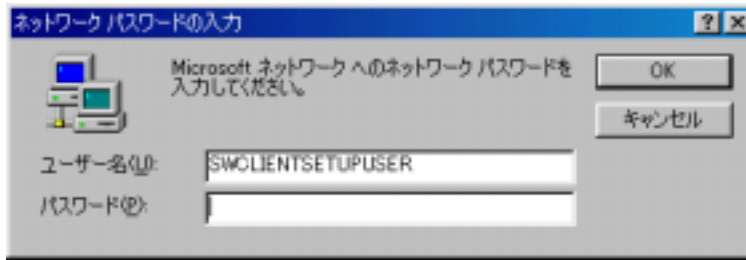 ネットワーク パスワードの入力
? ×
Microsoft ネットワーク へのネットワーク パスワードを
入力してください。
OK
キャンセル
ユーザー名(U):
SWCLIENTSETUPUSER
パスワード(P):